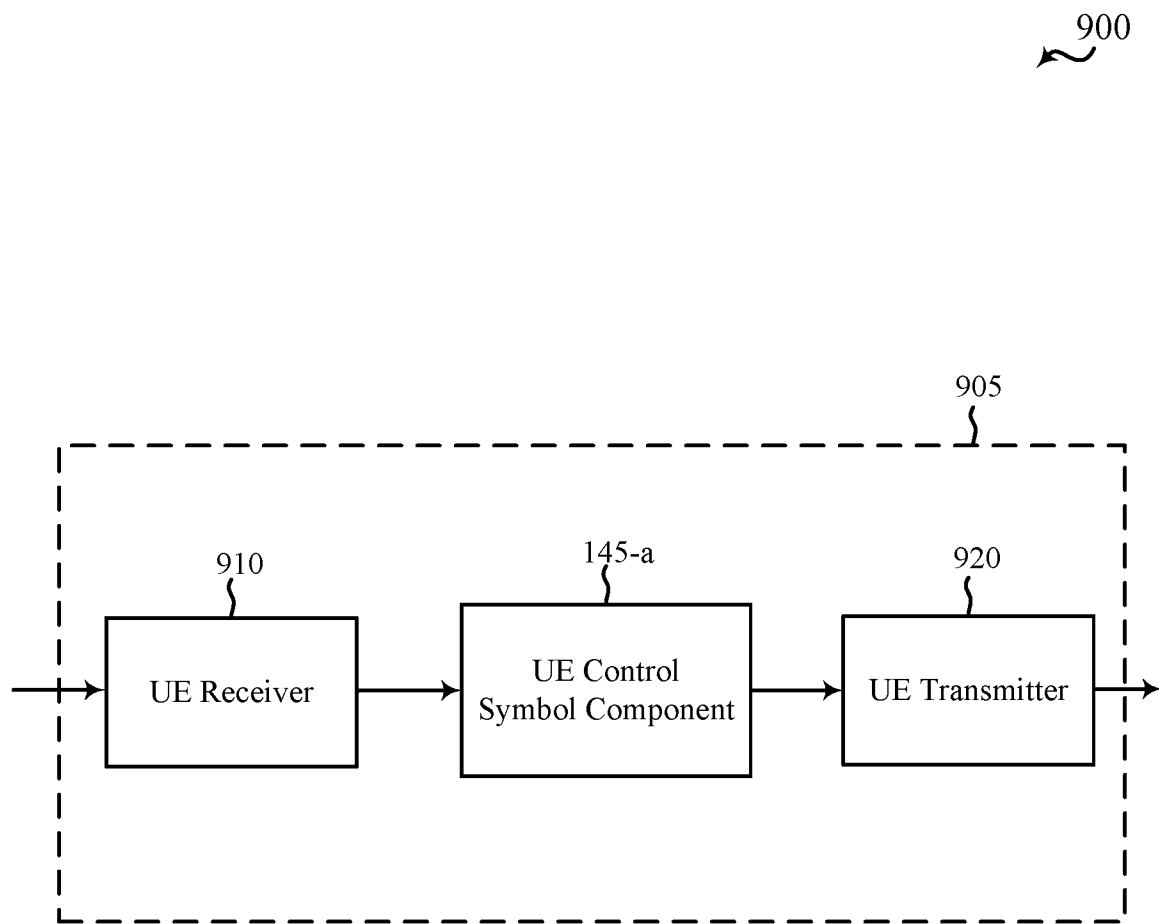 900
905
910
145-a
920
UE Receiver
UE Control
Symbol Component
UE Transmitter